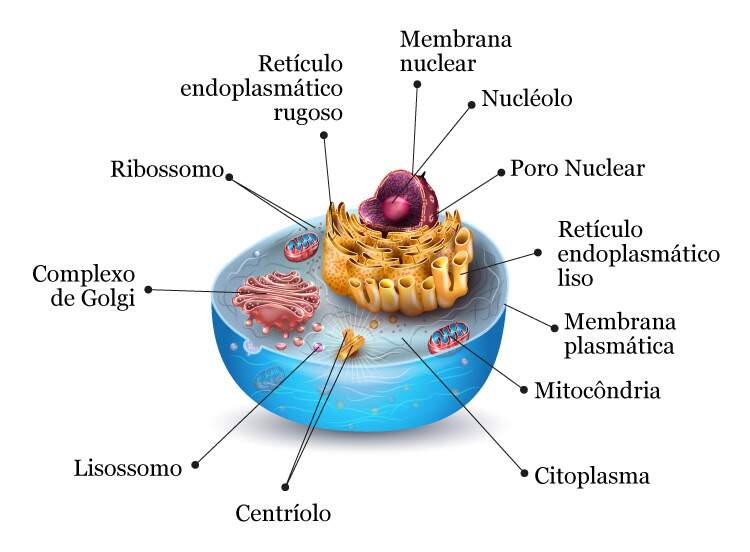 Membrana
nuclear
Retículo
endoplasmático
rugoso
Nucléolo
Ribossomo
Poro Nuclear
Retículo
endoplasmático
liso
Complexo
de Golgi
Membrana
plasmática
Mitocôndria
Lisossomo
Citoplasma
Centríolo